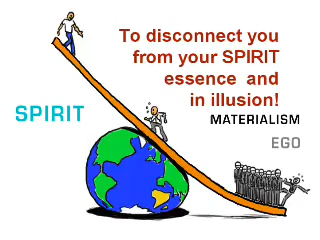 To disconnect you
from your SPIRIT
essence and
in illusion!
SPIRIT
MATERIALISM
EGO